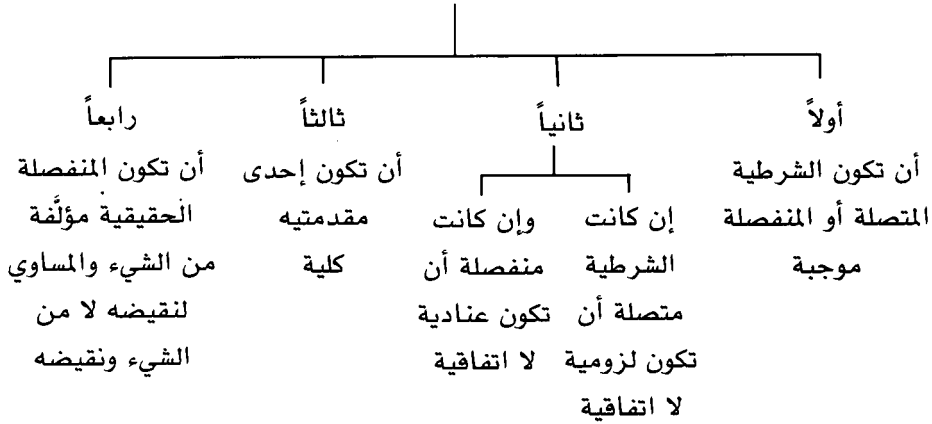 أولاً
أن تكون الشرطية
المتصلة أو المنفصلة
موجبة
ثانياً
إن كانت
الشرطية
متصلة أن
تكون لزومية
لا اتفاقية
وإن كانت
منفصلة أن
تكون عنادية
لا اتفاقية
ثالثاً
أن تكون إحدى
مقدمتيه
كلية
رابعاً
أن تكون المنفصلة
الحقيقية مؤلَّفة
من الشيء والمساوي
لنقيضه لا من
الشيء ونقيضه